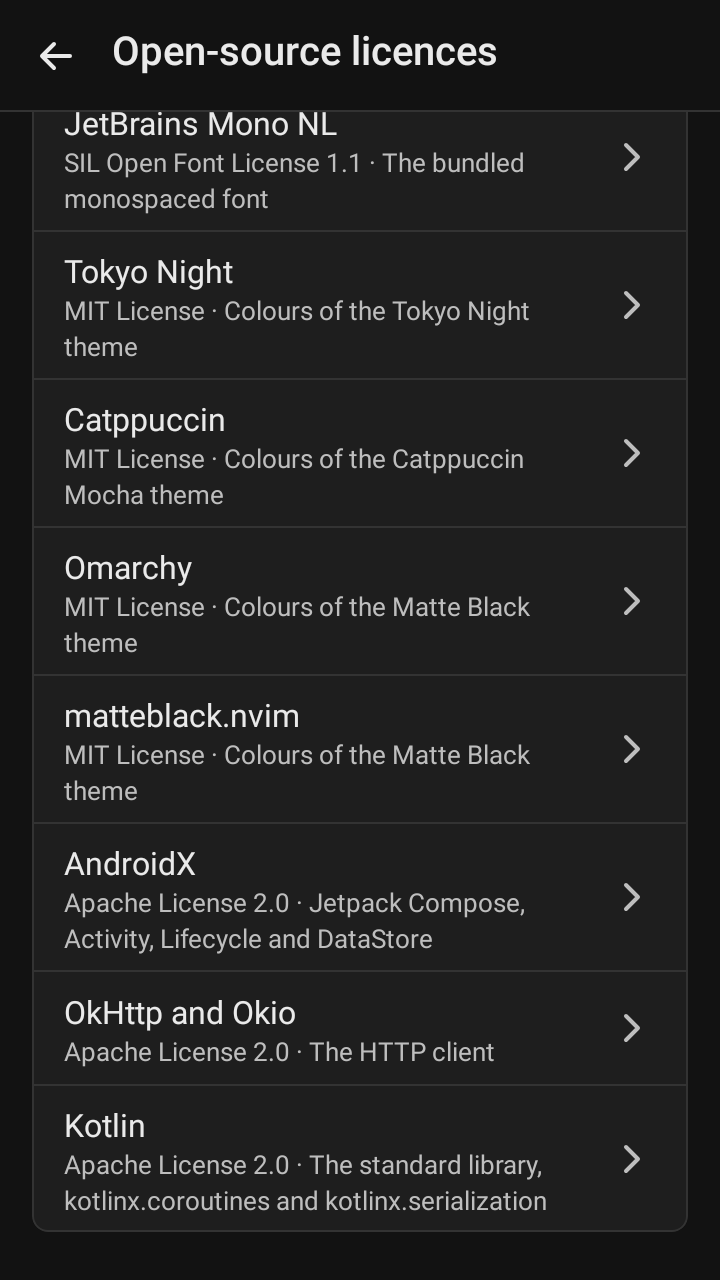 Open-source licences
JetBrains Mono NL
SIL Open Font License 1.1 · The bundled
monospaced font
Tokyo Night
MIT License · Colours of the Tokyo Night
theme
Catppuccin
MIT License · Colours of the Catppuccin
Mocha theme
Omarchy
MIT License · Colours of the Matte Black
theme
matteblack.nvim
MIT License · Colours of the Matte Black
theme
AndroidX
Apache License 2.0 · Jetpack Compose,
Activity, Lifecycle and DataStore
OkHttp and Okio
Apache License 2.0 · The HTTP client
Kotlin
Apache License 2.0 · The standard library,
kotlinx.coroutines and kotlinx.serialization